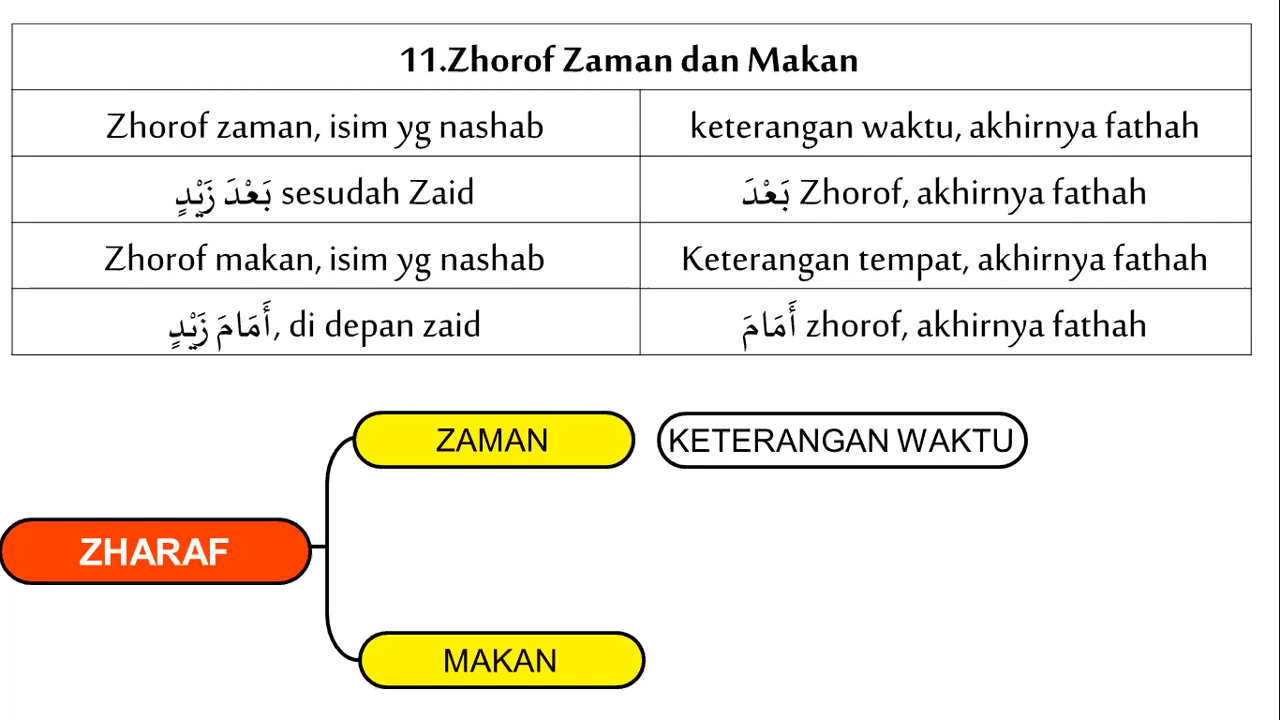 11.Zhorof Zaman dan Makan
Zhorof zaman, isim yg nashab
keterangan waktu, akhirnya fathah
بَعْدَ زَيْدٍ sesudah Zaid
بَعْدَ Zhorof, akhirnya fathah
Zhorof makan, isim yg nashab
Keterangan tempat, akhirnya fathah
أَمَامَ زَيْدٍ, di depan zaid
أَمَامَ zhorof, akhirnya fathah
ZAMAN
KETERANGAN WAKTU
ZHARAF
MAKAN